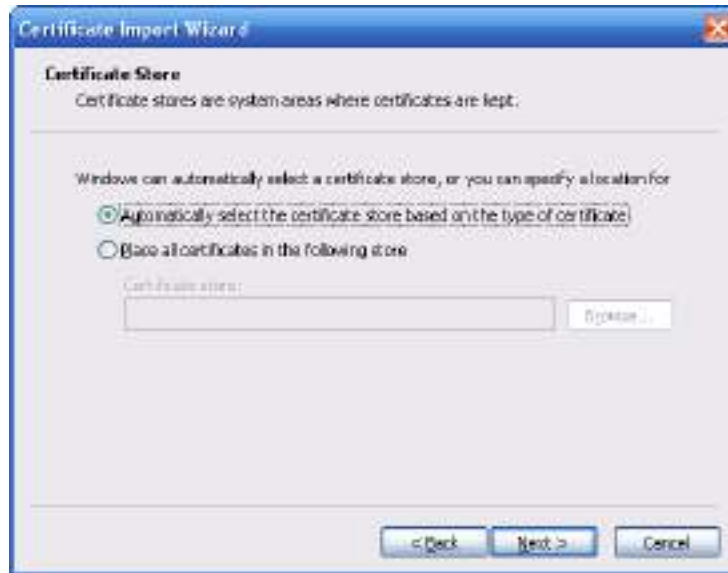 Certificate Import Wizard
Certificate Store
Certificate stores are system areas where certificates are kept.
Windows can automatically select a certificate store, or you can specify a location for
Automatically select the certificate store based on the type of certificate
Place all certificates in the following store
Certificate store:
Browse...
< Back
Next >
Cancel